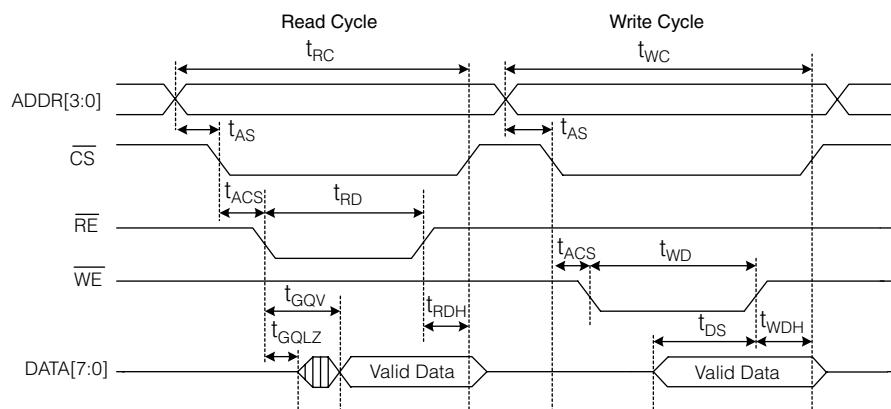 Read Cycle Write Cycle
tRC tWC
ADDR[3:0]
tAS tAS
CS
tACS tRD
RE
tACS tWD
WE
tGQV tRDH
tGQLZ tDS tWDH
DATA[7:0] Valid Data Valid Data